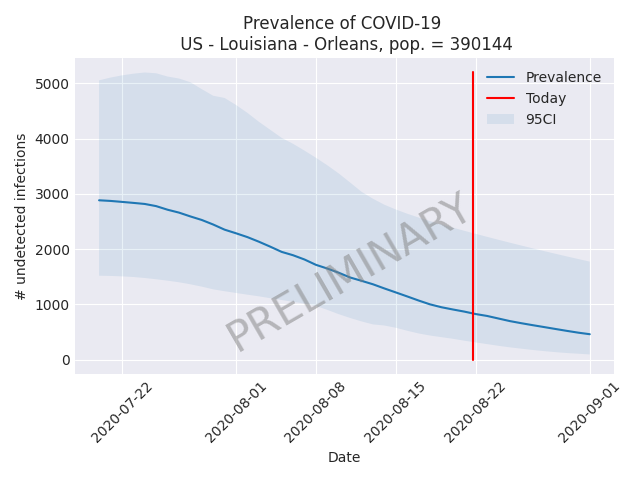 Prevalence of COVID-19
US - Louisiana - Orleans, pop. = 390144
Prevalence
Today
95CI
PRELIMINARY
# undetected infections
5000
4000
3000
2000
1000
0
2020-07-22
2020-08-01
2020-08-08
2020-08-15
2020-08-22
2020-09-01
Date